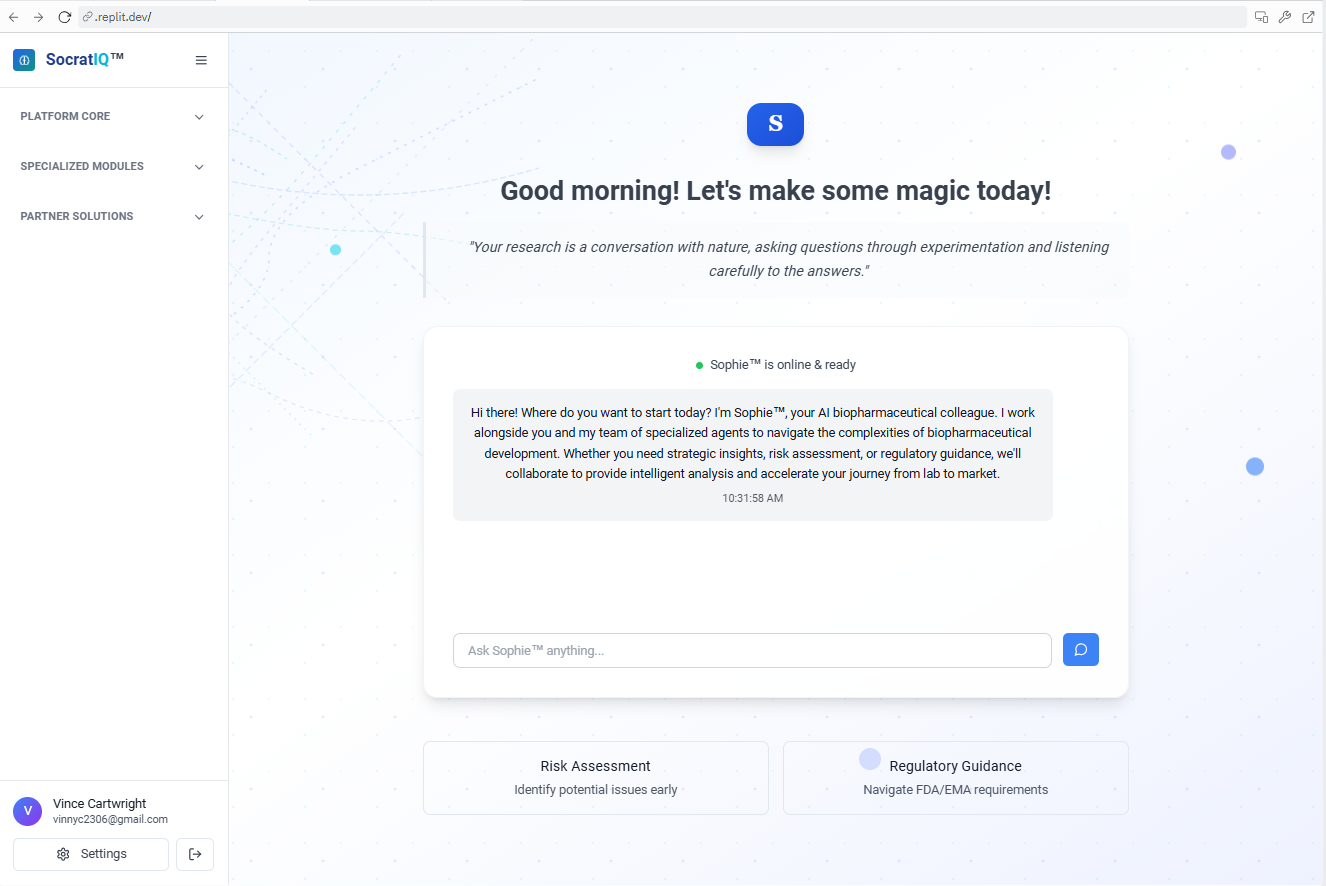 .replit.dev/
SocratIQ™
PLATFORM CORE
SPECIALIZED MODULES
PARTNER SOLUTIONS
S
Good morning! Let's make some magic today!
"Your research is a conversation with nature, asking questions through experimentation and listening
carefully to the answers."
Sophie™ is online & ready
Hi there! Where do you want to start today? I'm Sophie™, your AI biopharmaceutical colleague. I work
alongside you and my team of specialized agents to navigate the complexities of biopharmaceutical
development. Whether you need strategic insights, risk assessment, or regulatory guidance, we'll
collaborate to provide intelligent analysis and accelerate your journey from lab to market.
10:31:58 AM
Ask Sophie™ anything...
Risk Assessment
Identify potential issues early
Regulatory Guidance
Navigate FDA/EMA requirements
V
Vince Cartwright
vinnyc2306@gmail.com
Settings